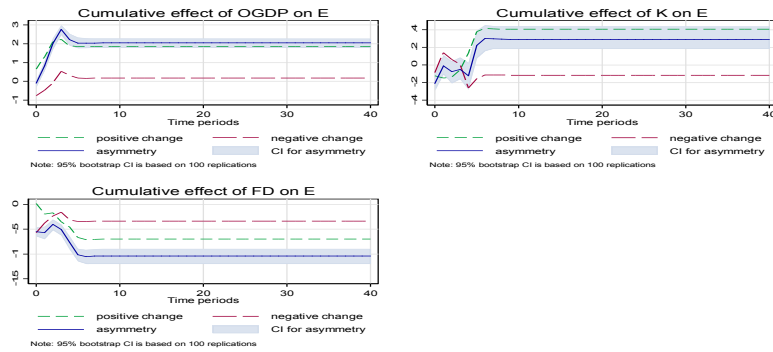 Cumulative effect of OGDP on E
3
2
1
0
-1
0 10 20 30 40
Time periods
positive change negative change
asymmetry CI for asymmetry
Note: 95% bootstrap CI is based on 100 replications
Cumulative effect of K on E
.4
.2
0
-.2
-.4
0 10 20 30 40
Time periods
positive change negative change
asymmetry CI for asymmetry
Note: 95% bootstrap CI is based on 100 replications
Cumulative effect of FD on E
0
-.5
-1
-1.5
0 10 20 30 40
Time periods
positive change negative change
asymmetry CI for asymmetry
Note: 95% bootstrap CI is based on 100 replications